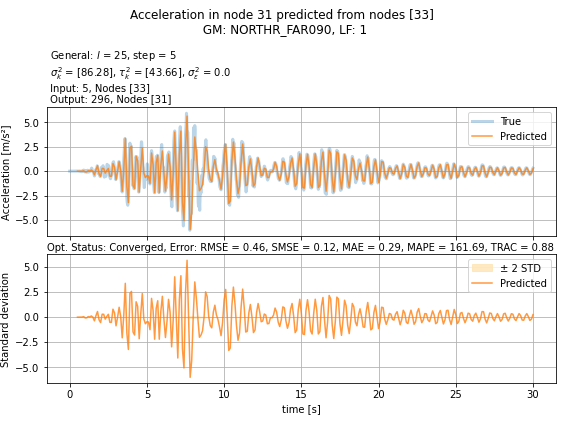 Acceleration in node 31 predicted from nodes [33]
GM: NORTHR_FAR090, LF: 1
General: l = 25, step = 5
σ²ₖ = [86.28], τ²ₖ = [43.66], σ²ε = 0.0
Input: 5, Nodes [33]
Output: 296, Nodes [31]
Acceleration [m/s²]
5.0
2.5
0.0
−2.5
−5.0
True
Predicted
Opt. Status: Converged, Error: RMSE = 0.46, SMSE = 0.12, MAE = 0.29, MAPE = 161.69, TRAC = 0.88
Standard deviation
5.0
2.5
0.0
−2.5
−5.0
± 2 STD
Predicted
0 5 10 15 20 25 30
time [s]